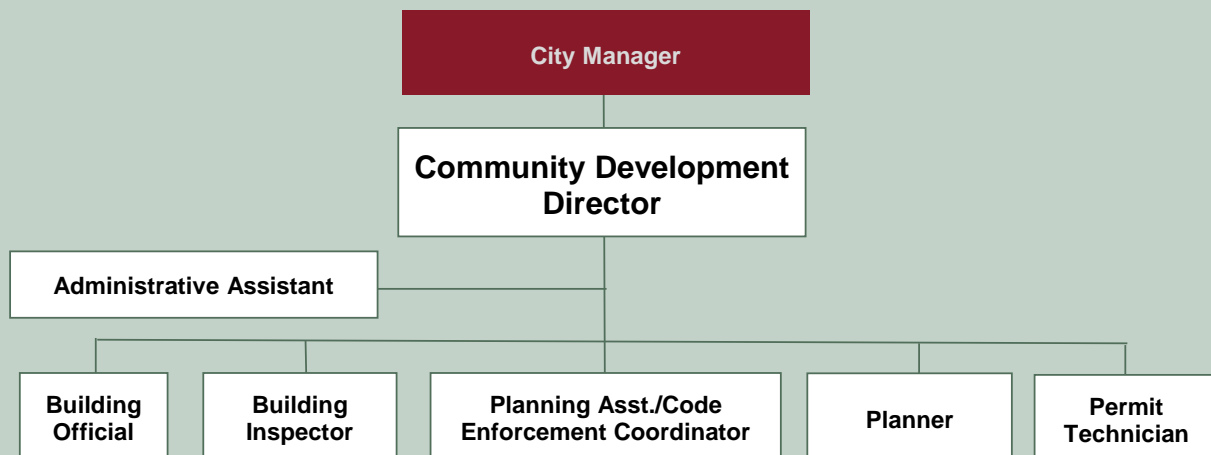 City Manager
Community Development
Director
Administrative Assistant
Building
Official
Building
Inspector
Planning Asst./Code
Enforcement Coordinator
Planner
Permit
Technician